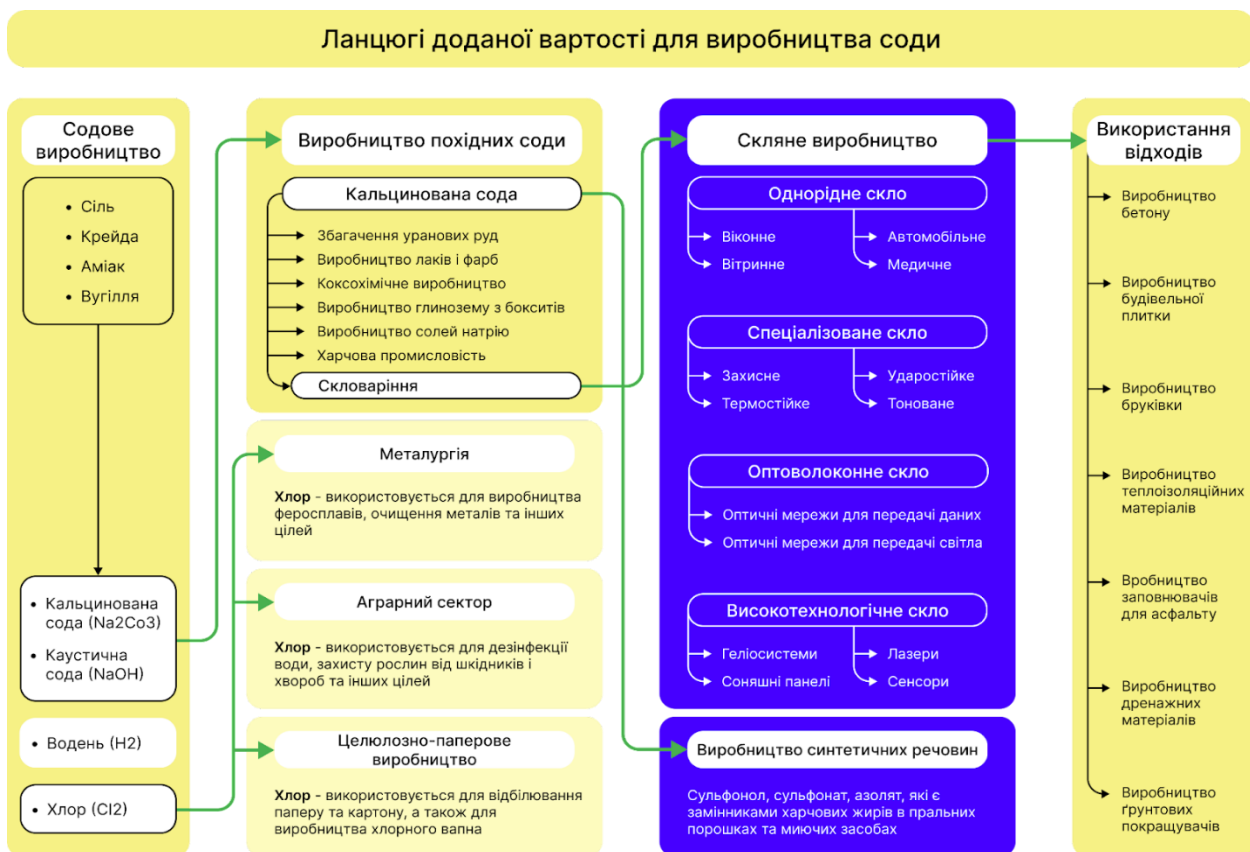 Ланцюгі доданої вартості для виробництва соди
Содове
виробництво
• Сіль
• Крейда
• Аміак
• Вугілля
• Кальцинована
сода (Na2Co3)
• Каустична
сода (NaOH)
• Водень (H2)
• Хлор (Cl2)
Виробництво похідних соди
Кальцинована сода
Збагачення уранових руд
Виробництво лаків і фарб
Коксохімічне виробництво
Виробництво глинозему з бокситів
Виробництво солей натрію
Харчова промисловість
Скловаріння
Металургія
Хлор - використовується для виробництва
феросплавів, очищення металів та інших
цілей
Аграрний сектор
Хлор - використовується для дезінфекції
води, захисту рослин від шкідників і
хвороб та інших цілей
Целюлозно-паперове
виробництво
Хлор - використовується для відбілювання
паперу та картону, а також для
виробництва хлорного вапна
Скляне виробництво
Однорідне скло
Віконне
Вітринне
Автомобільне
Медичне
Спеціалізоване скло
Захисне
Термостійке
Ударостійке
Тоноване
Оптоволоконне скло
Оптичні мережи для передачі даних
Оптичні мережи для передачі світла
Високотехнологічне скло
Геліосистеми
Соняшні панелі
Лазери
Сенсори
Виробництво синтетичних речовин
Сульфонол, сульфонат, азолят, які є
замінниками харчових жирів в пральних
порошках та миючих засобах
Використання
відходів
Виробництво
бетону
Виробництво
будівельної
плитки
Виробництво
бруківки
Виробництво
теплоізоляційних
матеріалів
Вробництво
заповнювачів
для асфальту
Виробництво
дренажних
матеріалів
Виробництво
ґрунтових
покращувачів